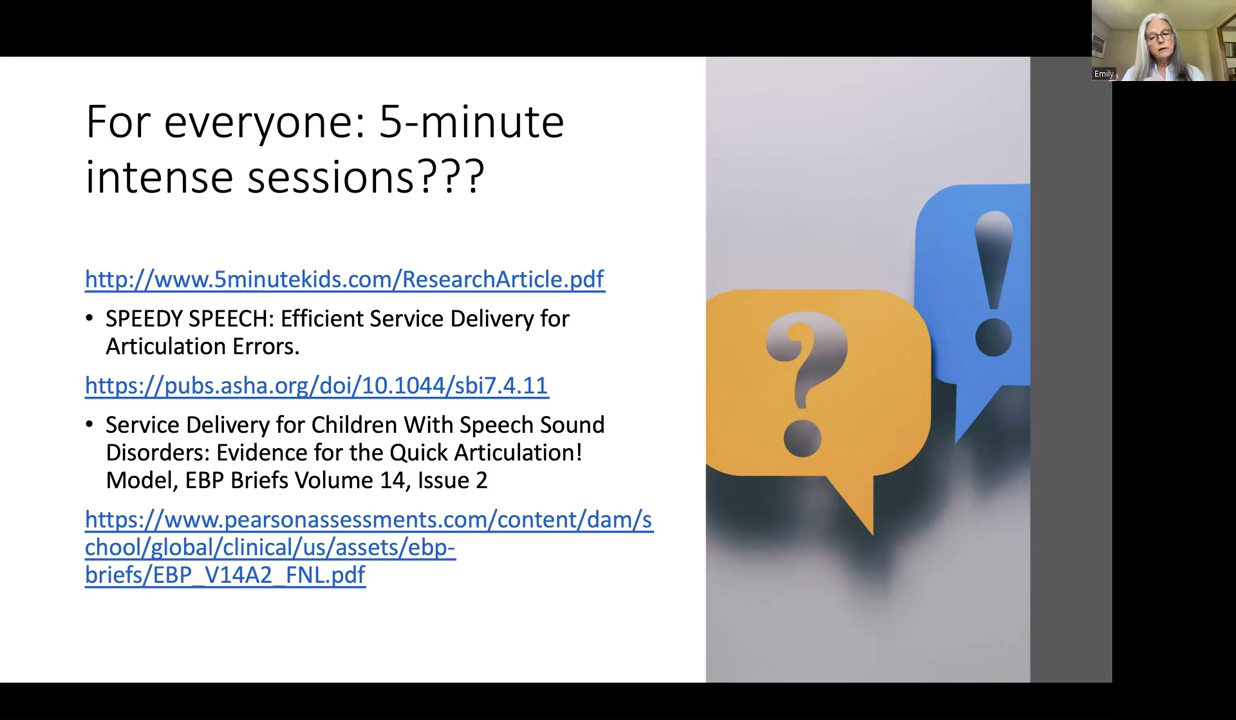 Emily
For everyone: 5-minute
intense sessions???
http://www.5minutekids.com/ResearchArticle.pdf
• SPEEDY SPEECH: Efficient Service Delivery for
Articulation Errors.
https://pubs.asha.org/doi/10.1044/sbi7.4.11
• Service Delivery for Children With Speech Sound
Disorders: Evidence for the Quick Articulation!
Model, EBP Briefs Volume 14, Issue 2
https://www.pearsonassessments.com/content/dam/s
chool/global/clinical/us/assets/ebp-
briefs/EBP_V14A2_FNL.pdf
?
!